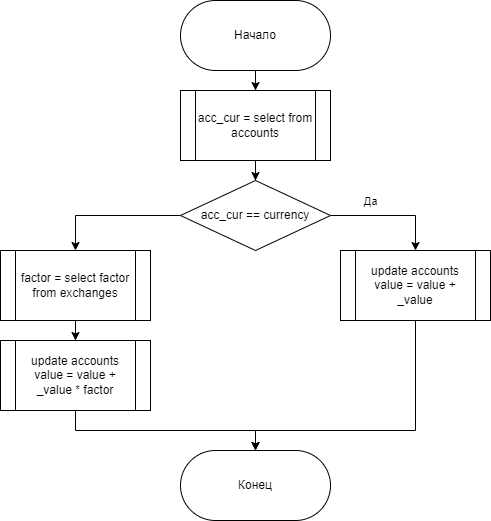 Начало
acc_cur = select from
accounts
acc_cur == currency
Да
factor = select factor
from exchanges
update accounts
value = value +
_value
update accounts
value = value +
_value * factor
Конец